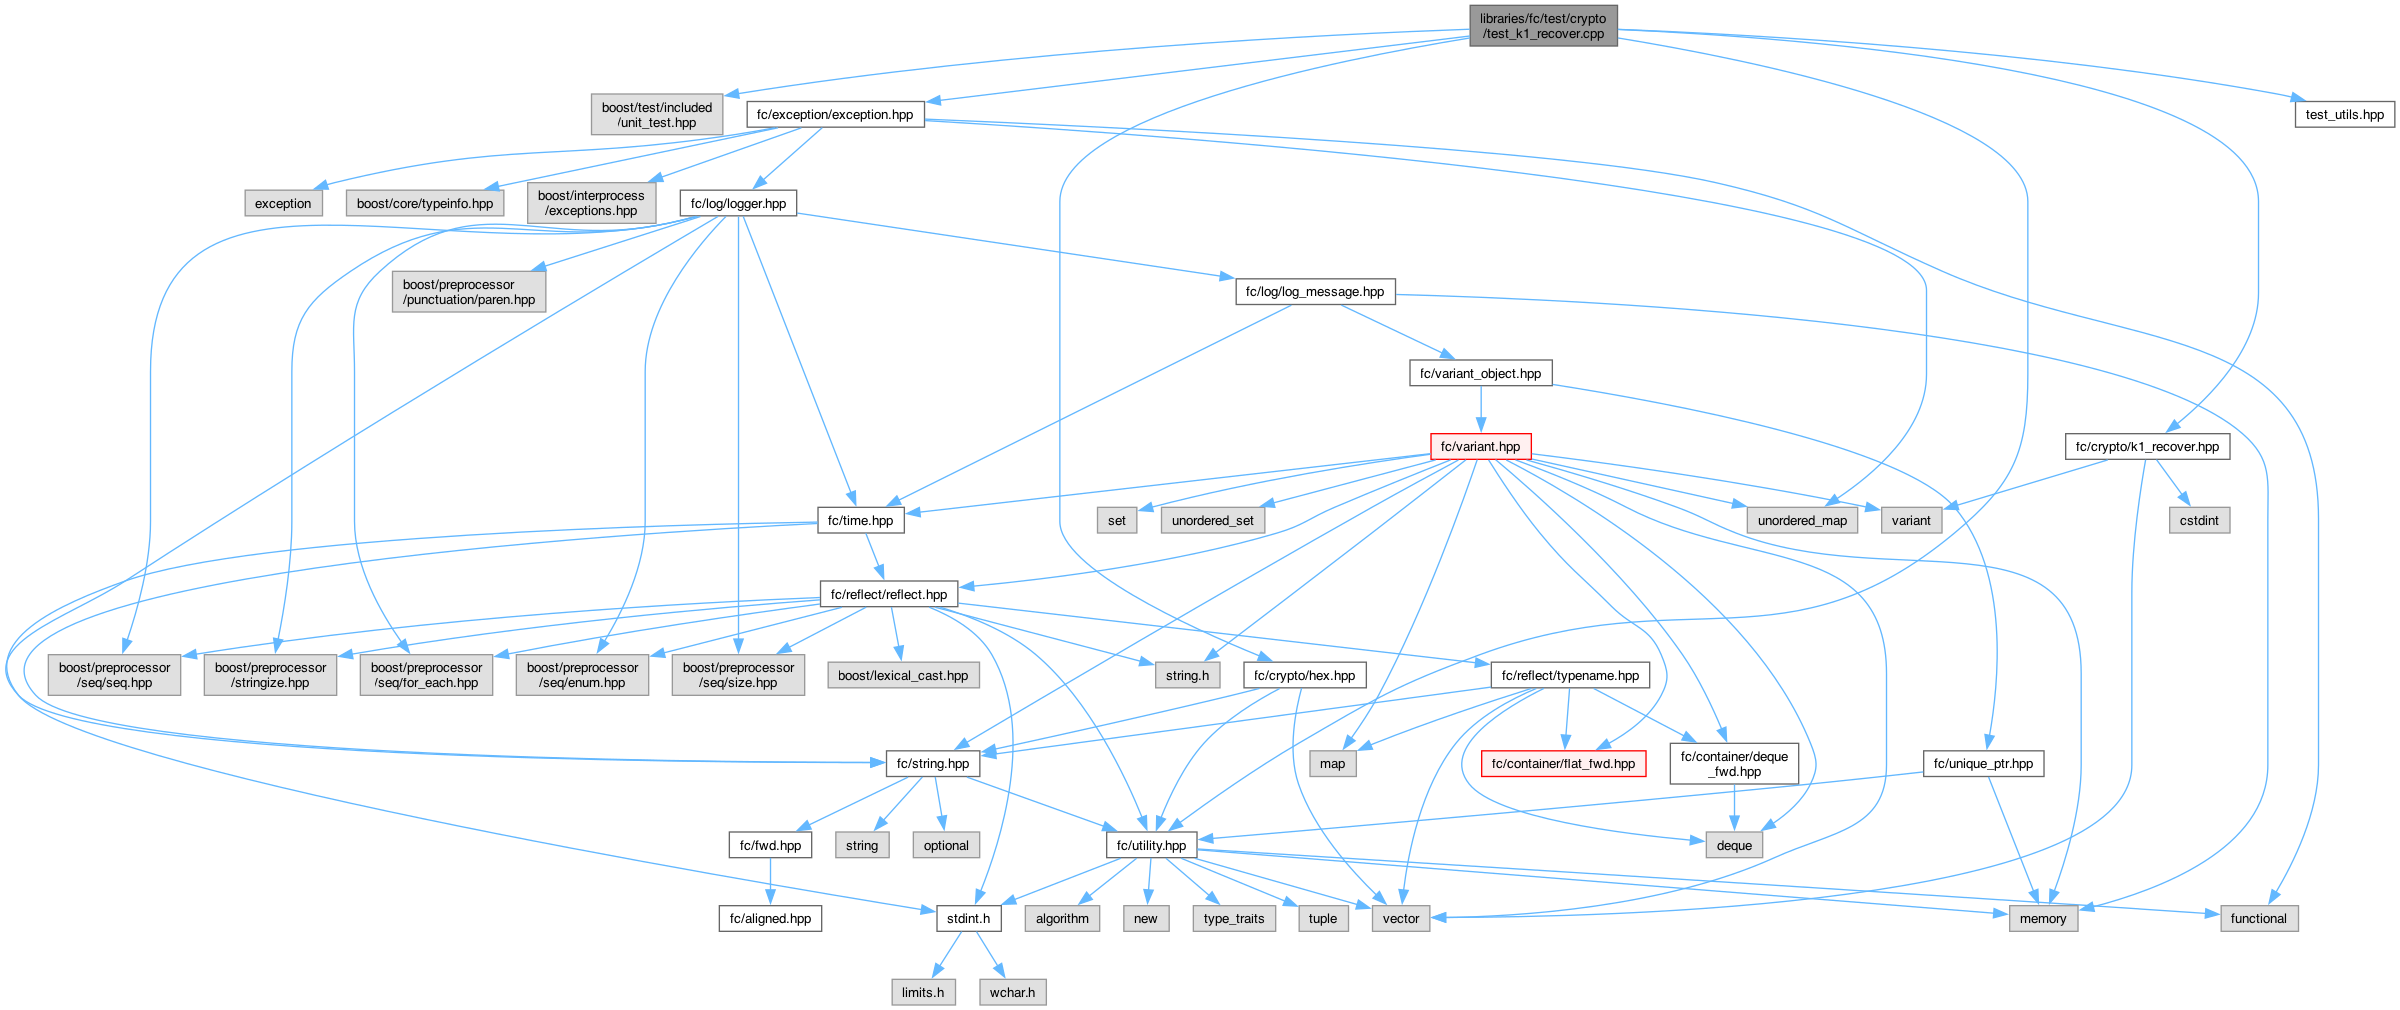 libraries/fc/test/crypto
/test_k1_recover.cpp
boost/test/included
/unit_test.hpp
fc/exception/exception.hpp
test_utils.hpp
exception
boost/core/typeinfo.hpp
boost/interprocess
/exceptions.hpp
fc/log/logger.hpp
boost/preprocessor
/punctuation/paren.hpp
fc/log/log_message.hpp
fc/variant_object.hpp
fc/variant.hpp
fc/crypto/k1_recover.hpp
fc/time.hpp
set
unordered_set
unordered_map
variant
cstdint
fc/reflect/reflect.hpp
boost/preprocessor
/seq/seq.hpp
boost/preprocessor
/stringize.hpp
boost/preprocessor
/seq/for_each.hpp
boost/preprocessor
/seq/enum.hpp
boost/preprocessor
/seq/size.hpp
boost/lexical_cast.hpp
string.h
fc/crypto/hex.hpp
fc/reflect/typename.hpp
fc/string.hpp
map
fc/container/flat_fwd.hpp
fc/container/deque
_fwd.hpp
fc/unique_ptr.hpp
fc/fwd.hpp
string
optional
fc/utility.hpp
deque
fc/aligned.hpp
stdint.h
algorithm
new
type_traits
tuple
vector
memory
functional
limits.h
wchar.h